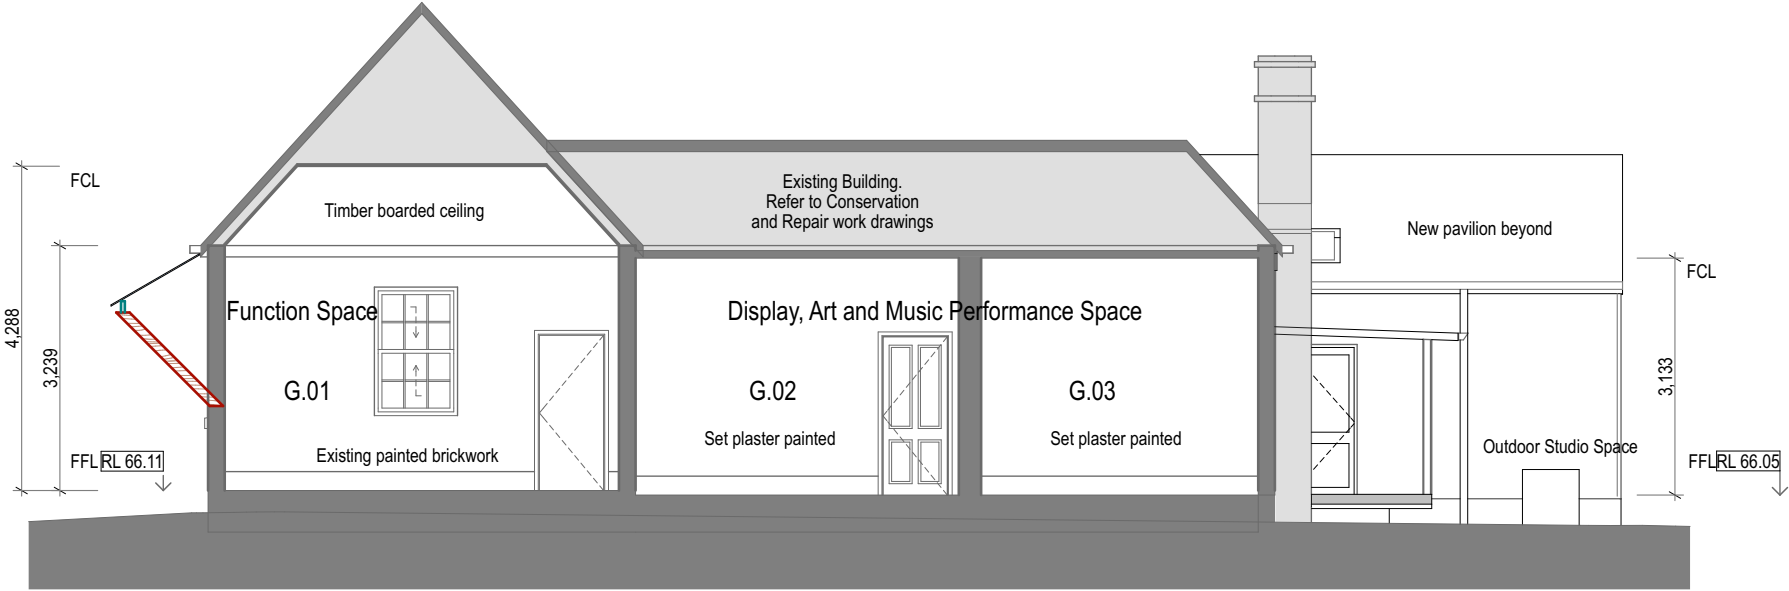 FCL
Timber boarded ceiling
Existing Building.
Refer to Conservation
and Repair work drawings
New pavilion beyond
FCL
4,288
3,239
Function Space
Display, Art and Music Performance Space
3,133
G.01
G.02
G.03
Set plaster painted
Set plaster painted
Existing painted brickwork
Outdoor Studio Space
FFL RL 66.11
FFL RL 66.05